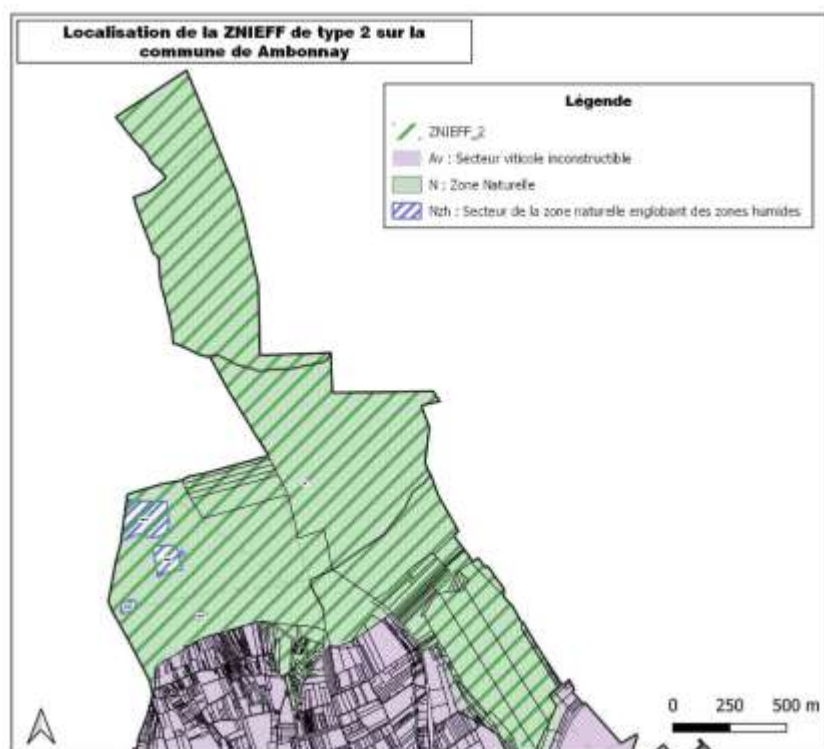 Localisation de la ZNIEFF de type 2 sur la
commune de Ambonnay
Légende
ZNIEFF_2
Av : Secteur viticole inconstructible
N : Zone Naturelle
Nzh : Secteur de la zone naturelle englobant des zones humides
0 250 500 m